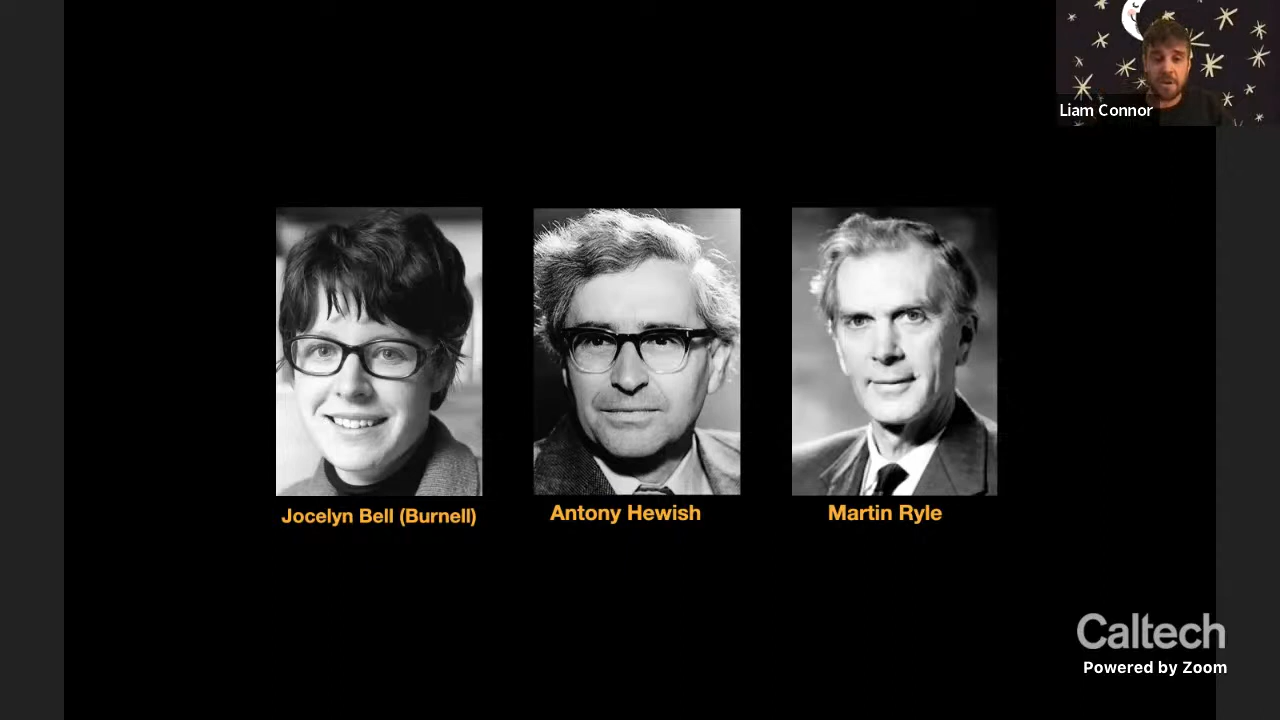 Liam Connor
Jocelyn Bell (Burnell)
Antony Hewish
Martin Ryle
Caltech
Powered by Zoom